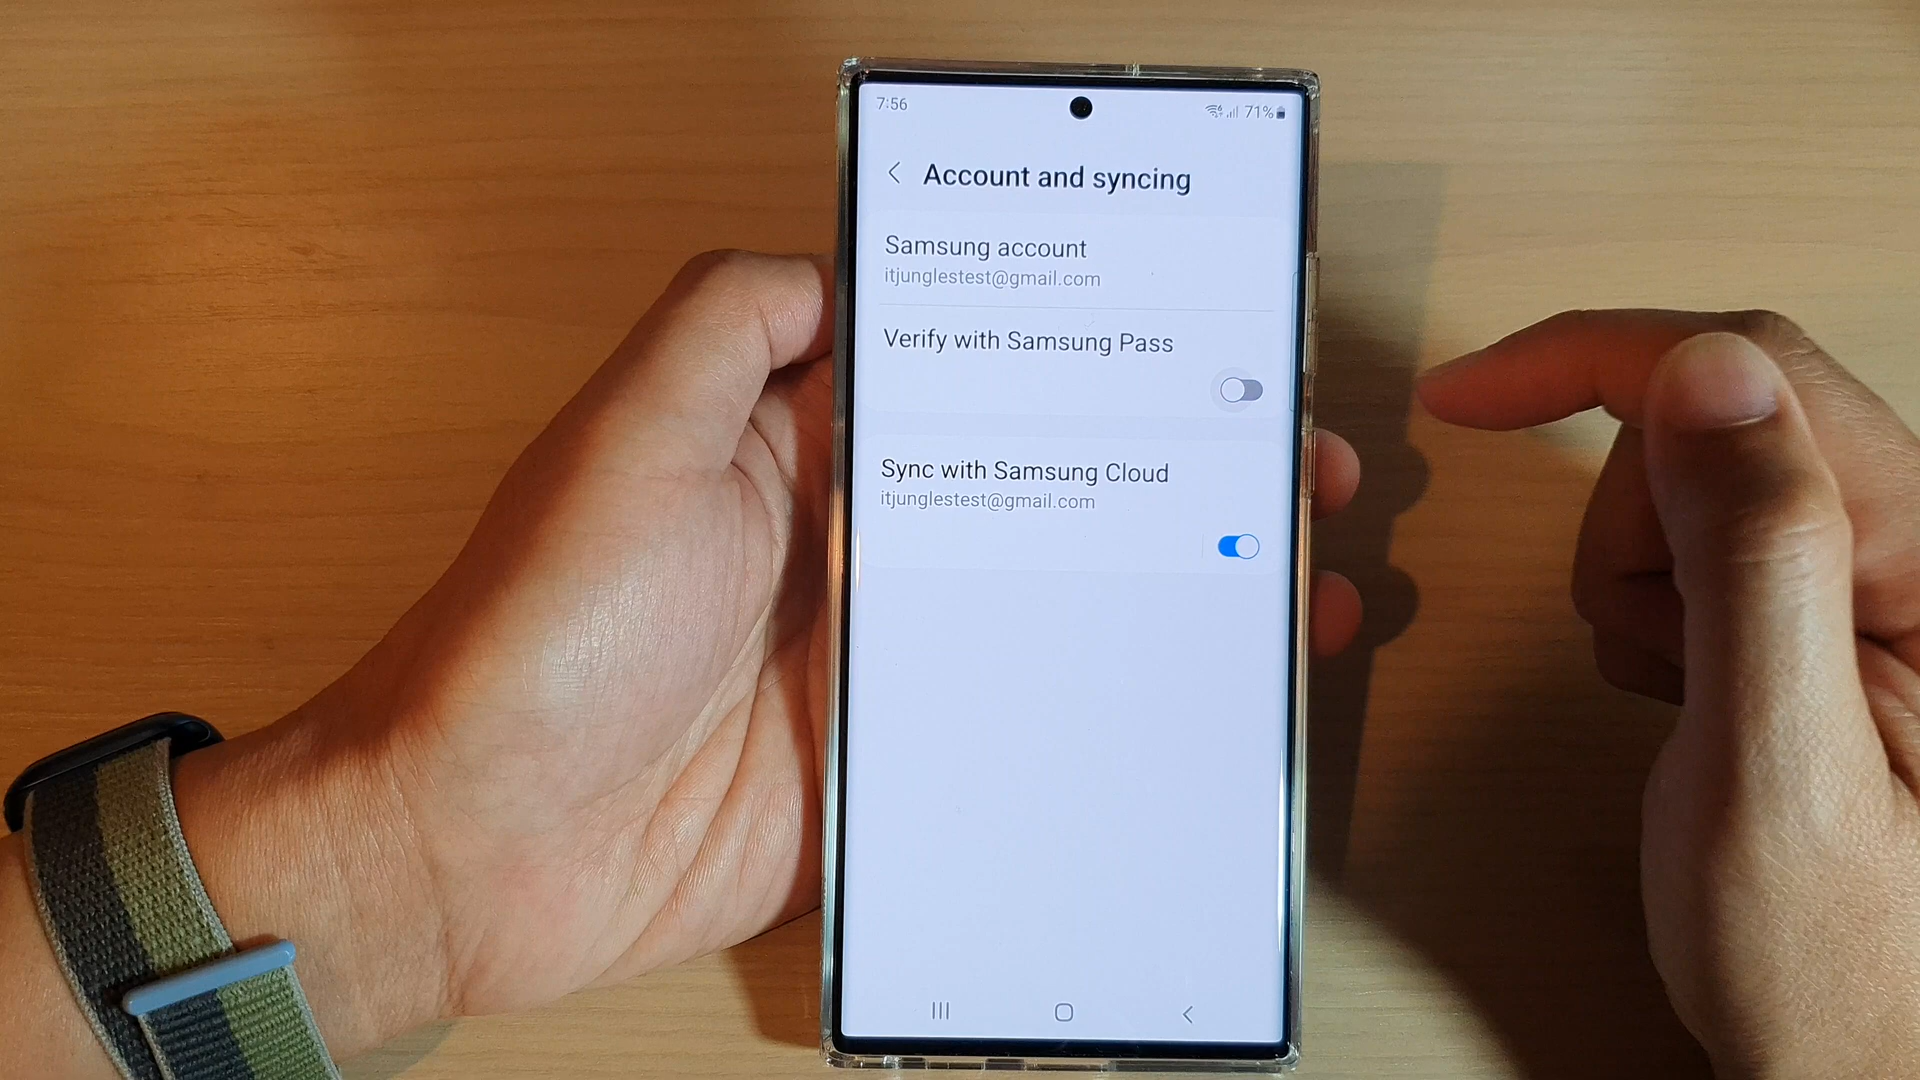 7:56
71%
Account and syncing
Samsung account
itjunglestest@gmail.com
Verify with Samsung Pass
Sync with Samsung Cloud
itjunglestest@gmail.com